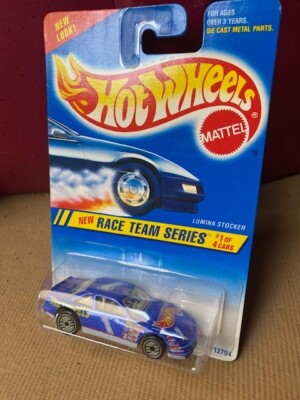 NEW LOOK!
FOR AGES
OVER 3 YEARS.
DIE CAST METAL PARTS.
HOT WHEELS
MATTEL
LUMINA STOCKER
NEW RACE TEAM SERIES #1 OF 4 CARS
1